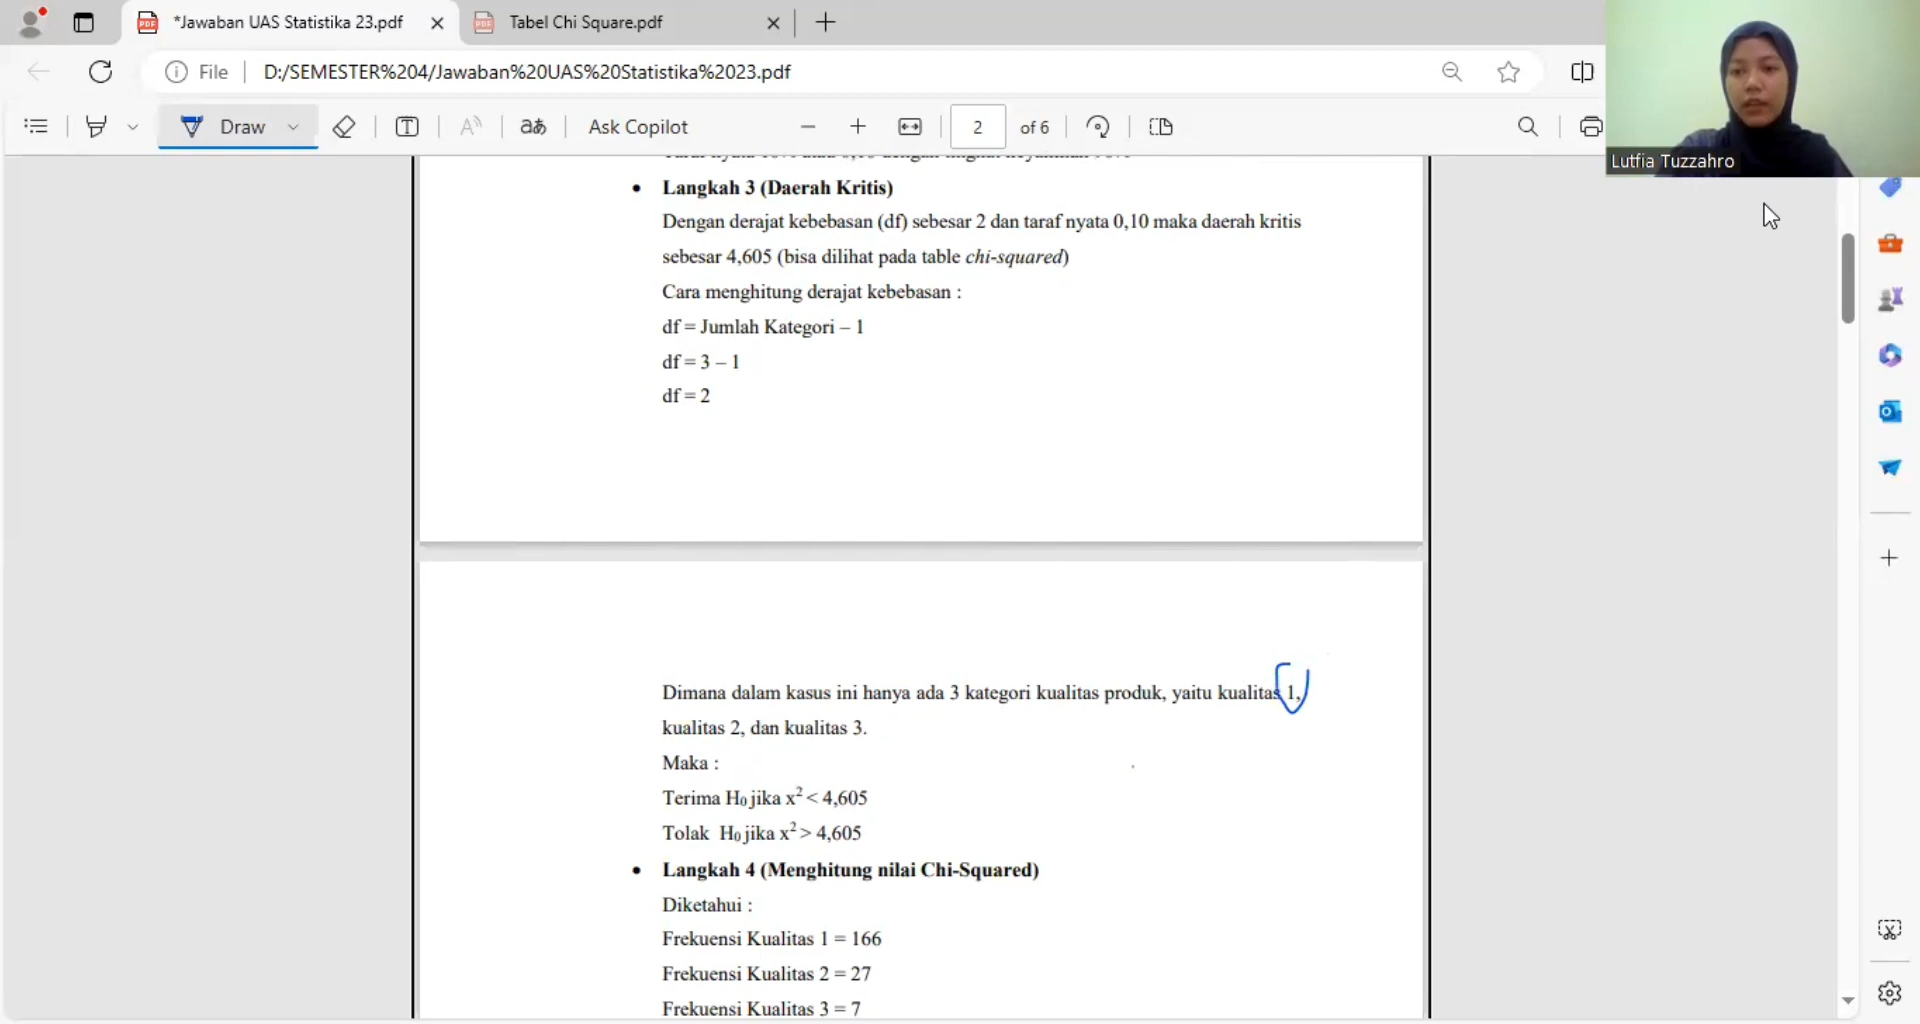 *Jawaban UAS Statistika 23.pdf
Tabel Chi Square.pdf
File
D:/SEMESTER%204/Jawaban%20UAS%20Statistika%2023.pdf
Draw
Ask Copilot
2
of 6
Lutfia Tuzzahro
Langkah 3 (Daerah Kritis)
Dengan derajat kebebasan (df) sebesar 2 dan taraf nyata 0,10 maka daerah kritis
sebesar 4,605 (bisa dilihat pada table chi-squared)
Cara menghitung derajat kebebasan :
df = Jumlah Kategori – 1
df = 3 – 1
df = 2
Dimana dalam kasus ini hanya ada 3 kategori kualitas produk, yaitu kualitas 1,
kualitas 2, dan kualitas 3.
Maka :
Terima H₀ jika x² < 4,605
Tolak H₀ jika x² > 4,605
Langkah 4 (Menghitung nilai Chi-Squared)
Diketahui :
Frekuensi Kualitas 1 = 166
Frekuensi Kualitas 2 = 27
Frekuensi Kualitas 3 = 7